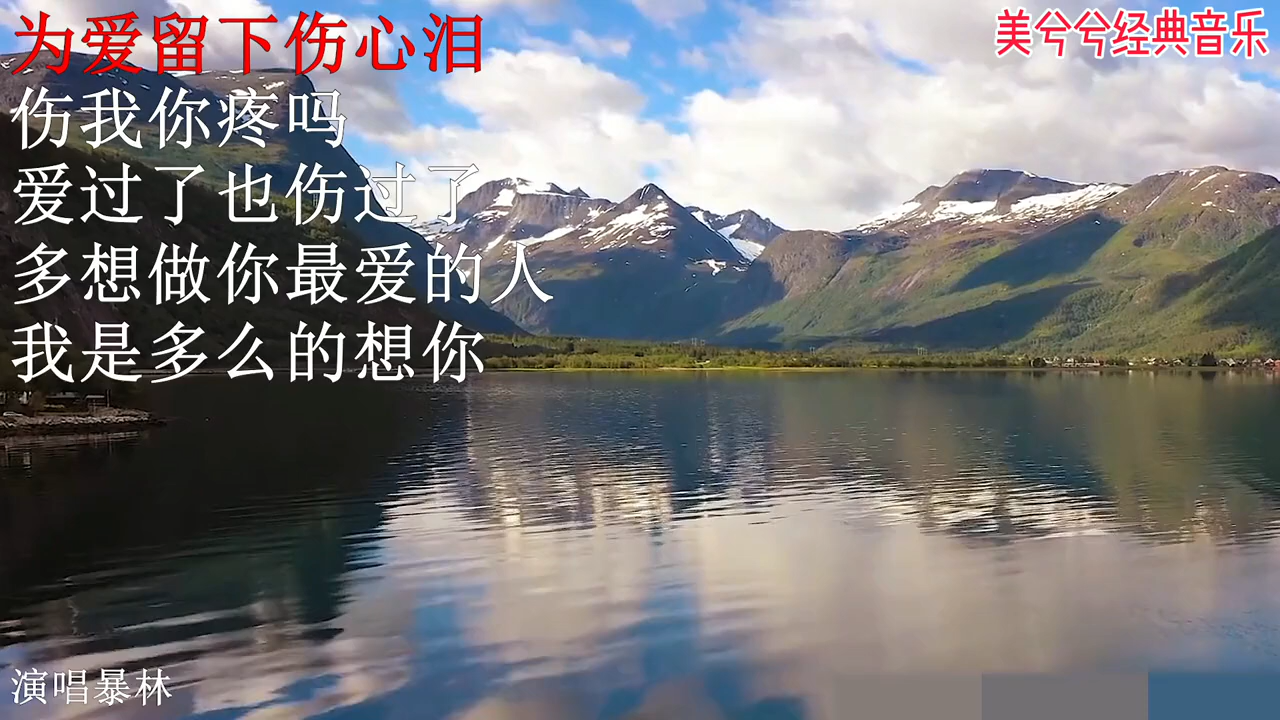 为爱留下伤心泪
美兮兮经典音乐
伤我你疼吗
爱过了也伤过了
多想做你最爱的人
我是多么的想你
演唱暴林